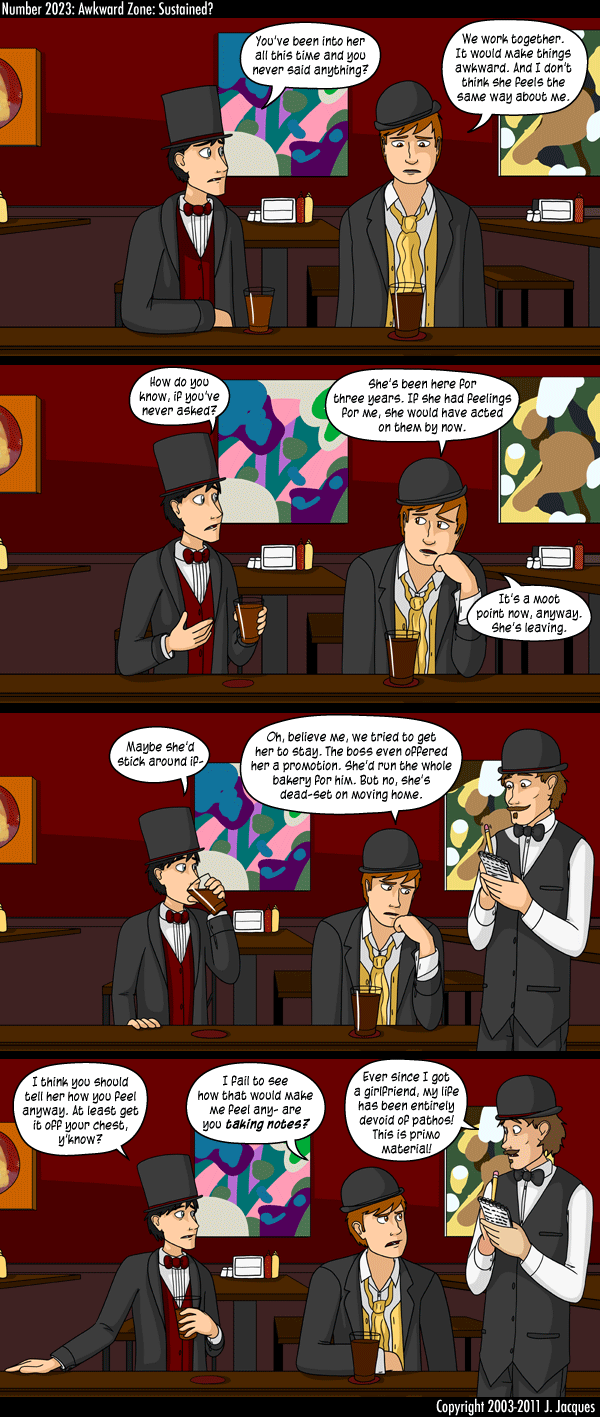 Number 2023: Awkward Zone: Sustained?
You've been into her
all this time and you
never said anything?
We work together.
It would make things
awkward. And I don't
think she feels the
same way about me.
How do you
know, if you've
never asked?
She's been here for
three years. If she had feelings
for me, she would have acted
on them by now.
It's a moot
point now, anyway.
She's leaving.
Maybe she'd
stick around if-
Oh, believe me, we tried to get
her to stay. The boss even offered
her a promotion. She'd run the whole
bakery for him. But no, she's
dead-set on moving home.
I think you should
tell her how you feel
anyway. At least get
it off your chest,
y'know?
I fail to see
how that would make
me feel any- are
you taking notes?
Ever since I got
a girlfriend, my life
has been entirely
devoid of pathos!
This is primo
material!
Copyright 2003-2011 J. Jacques